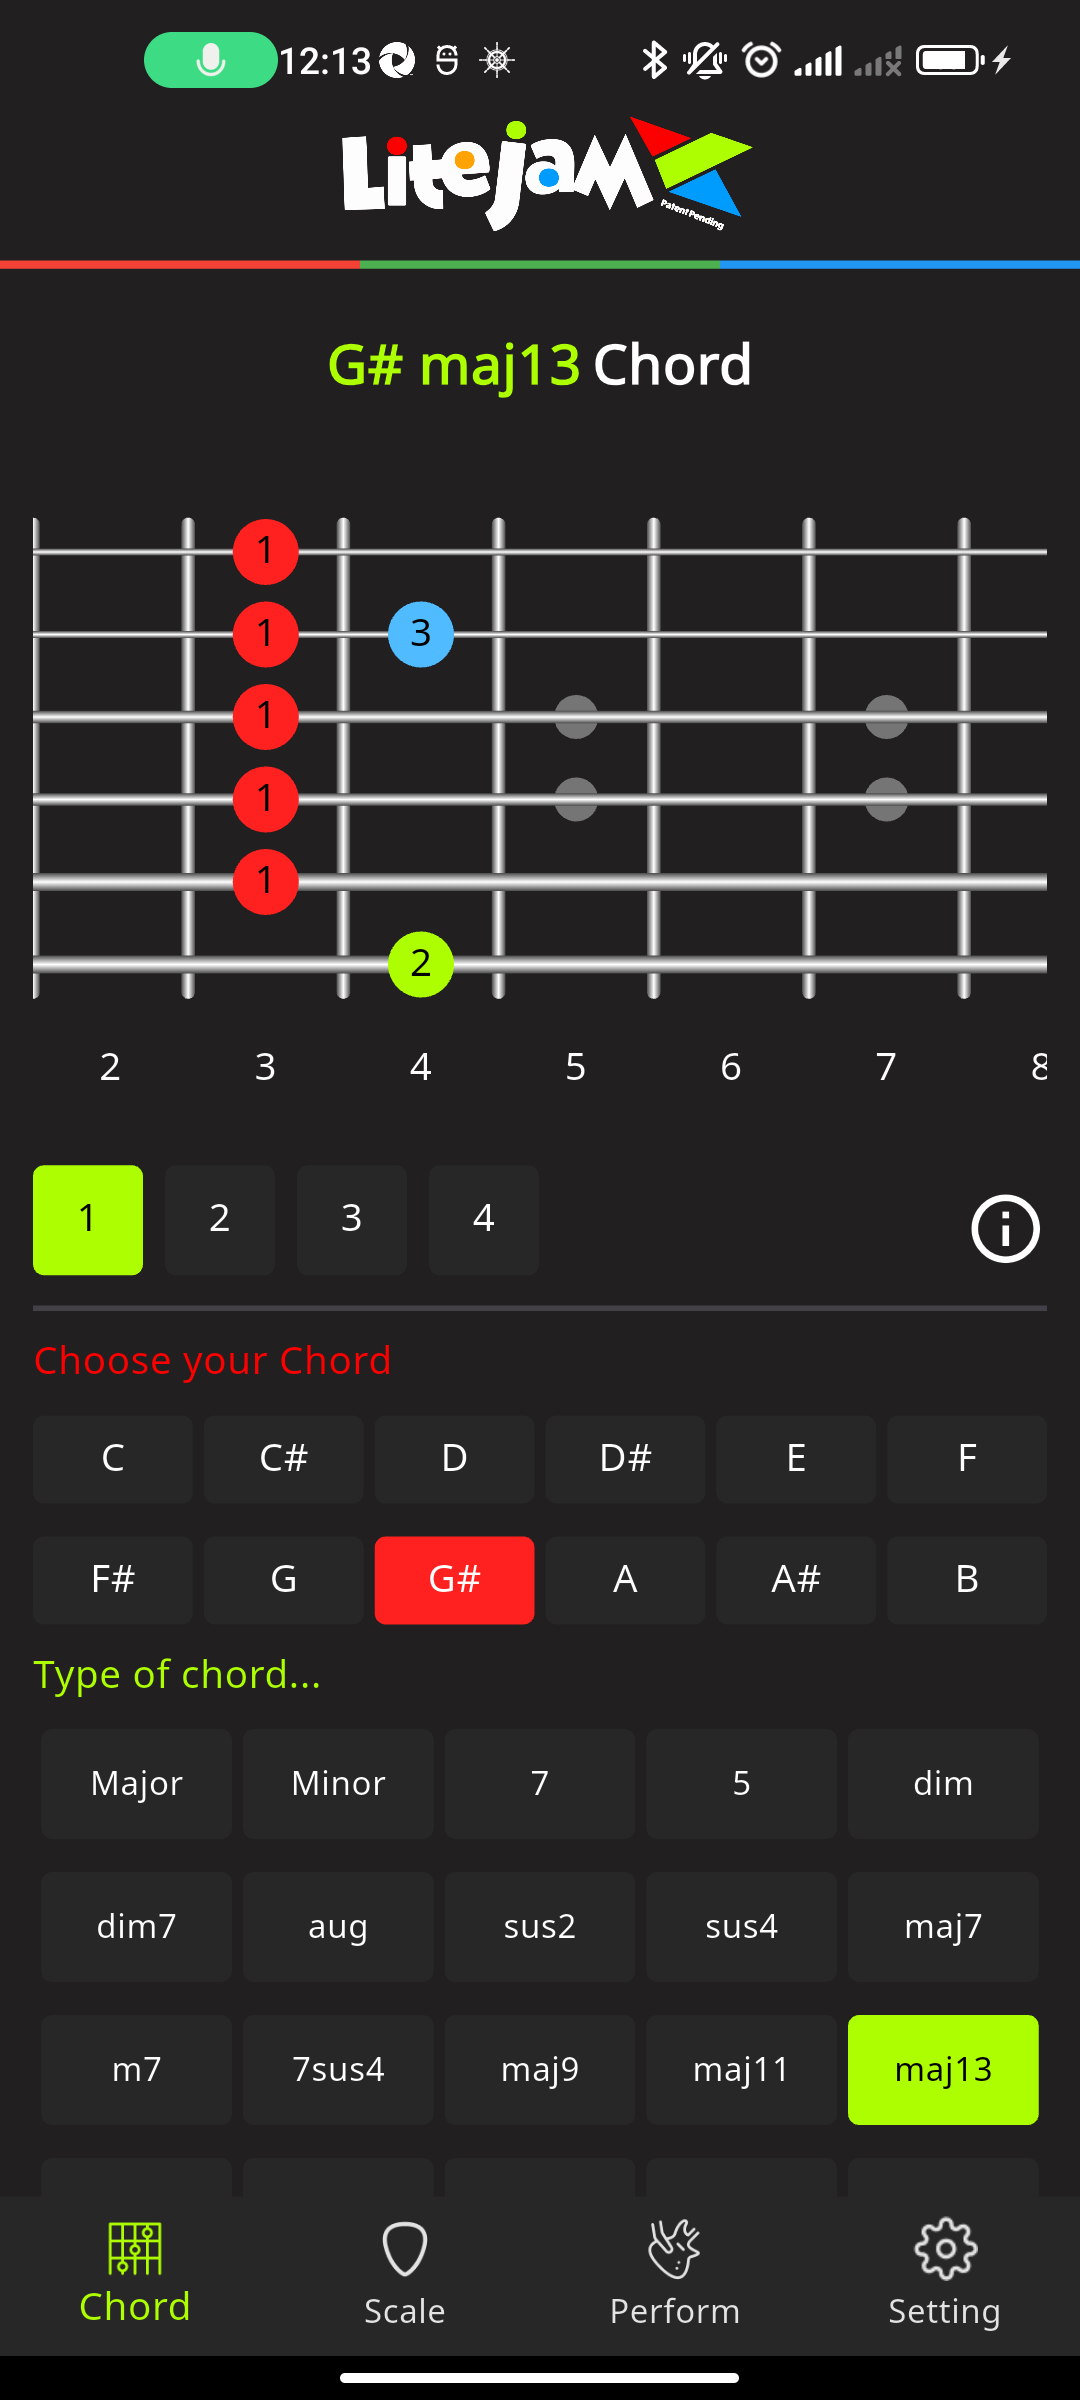 12:13
Litejam
Patent Pending
G# maj13 Chord
1
1 3
1
1
1
2
2 3 4 5 6 7 8
1 2 3 4
Choose your Chord
C C# D D# E F
F# G G# A A# B
Type of chord...
Major Minor 7 5 dim
dim7 aug sus2 sus4 maj7
m7 7sus4 maj9 maj11 maj13
Chord Scale Perform Setting